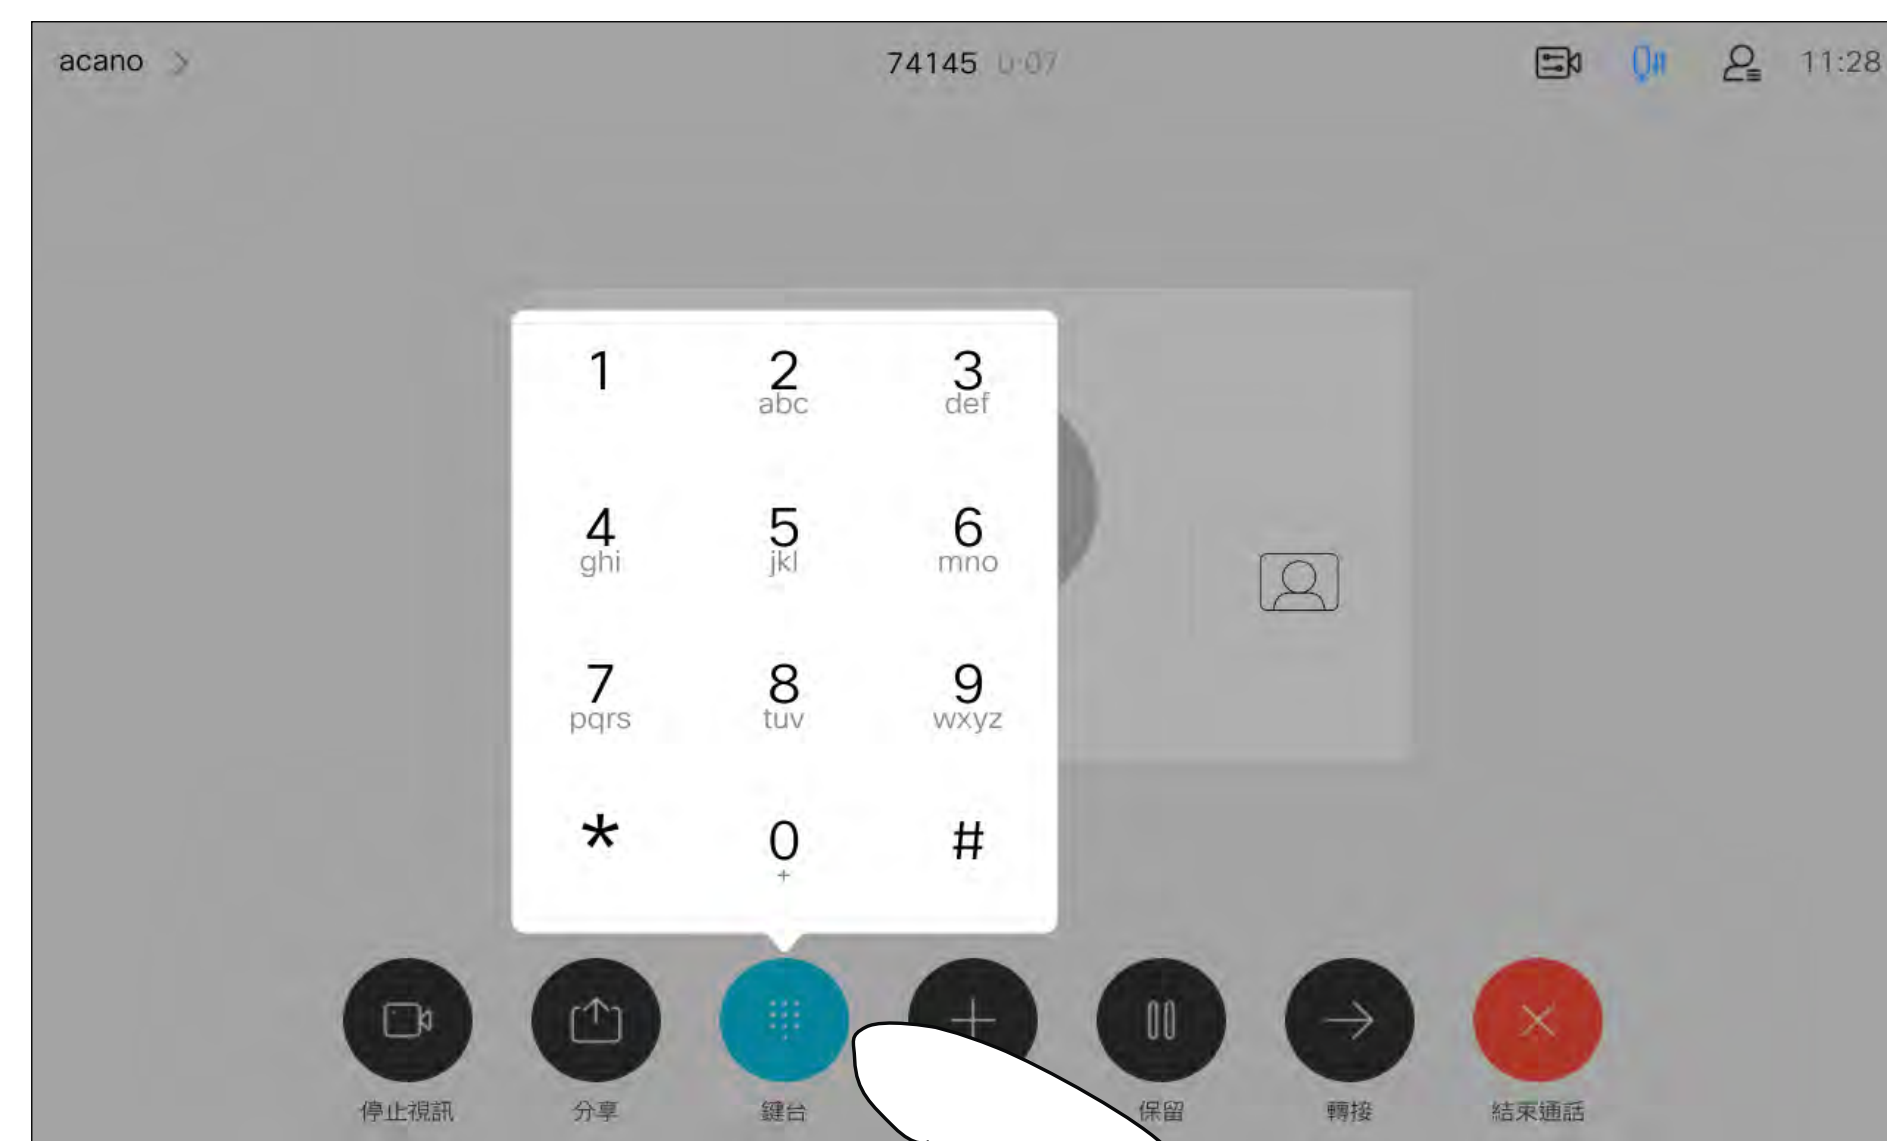 acano
74145 0:07
11:28
1
2 abc
3 def
4 ghi
5 jkl
6 mno
7 pqrs
8 tuv
9 wxyz
*
0 +
#
停止視訊
分享
鍵台
保留
轉接
結束通話